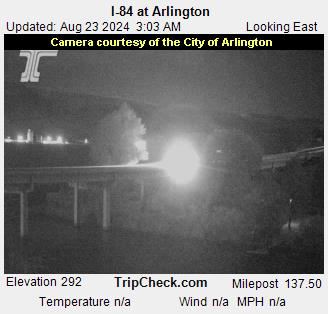 I-84 at Arlington
Updated: Aug 23 2024 3:03 AM Looking East
Camera courtesy of the City of Arlington
Elevation 292 TripCheck.com Milepost 137.50
Temperature n/a Wind n/a MPH n/a